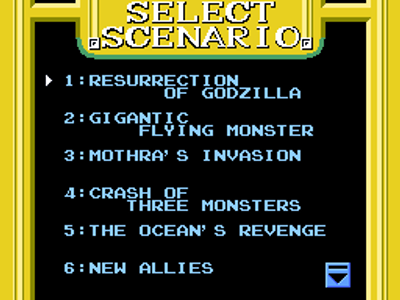 SELECT
SCENARIO
1:RESURRECTION
OF GODZILLA
2:GIGANTIC
FLYING MONSTER
3:MOTHRA'S INVASION
4:CRASH OF
THREE MONSTERS
5:THE OCEAN'S REVENGE
6:NEW ALLIES